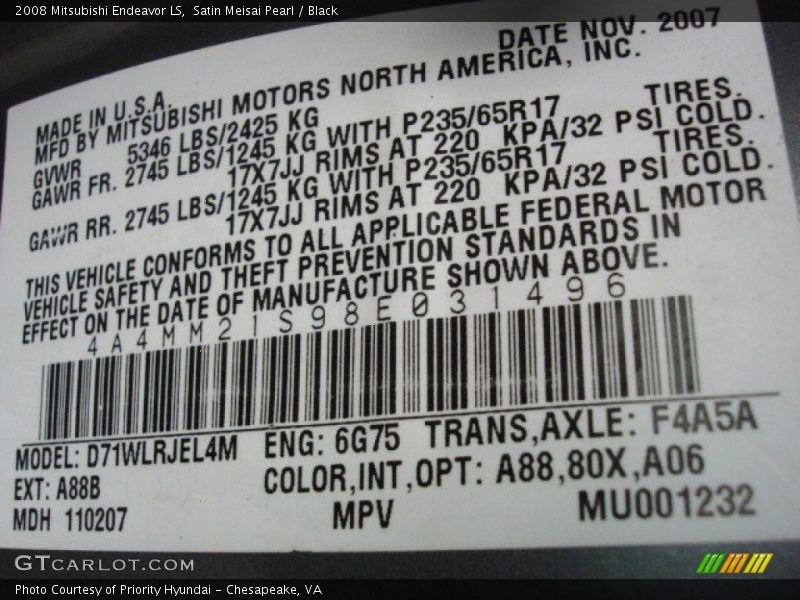 2008 Mitsubishi Endeavor LS,  Satin Meisai Pearl / Black
DATE NOV. 2007
MADE IN U.S.A.
MFD BY MITSUBISHI MOTORS NORTH AMERICA, INC.
GVWR 5346 LBS/2425 KG
GAWR FR. 2745 LBS/1245 KG WITH P235/65R17 TIRES.
17X7JJ RIMS AT 220 KPA/32 PSI COLD.
GAWR RR. 2745 LBS/1245 KG WITH P235/65R17 TIRES.
17X7JJ RIMS AT 220 KPA/32 PSI COLD.
THIS VEHICLE CONFORMS TO ALL APPLICABLE FEDERAL MOTOR
VEHICLE SAFETY AND THEFT PREVENTION STANDARDS IN
EFFECT ON THE DATE OF MANUFACTURE SHOWN ABOVE.
4A4MM21S98E031496
MODEL: D71WLRJEL4M ENG: 6G75 TRANS,AXLE: F4A5A
EXT: A88B COLOR,INT,OPT: A88,80X,A06
MDH 110207 MPV MU001232
GTCARLOT.COM
Photo Courtesy of Priority Hyundai - Chesapeake, VA